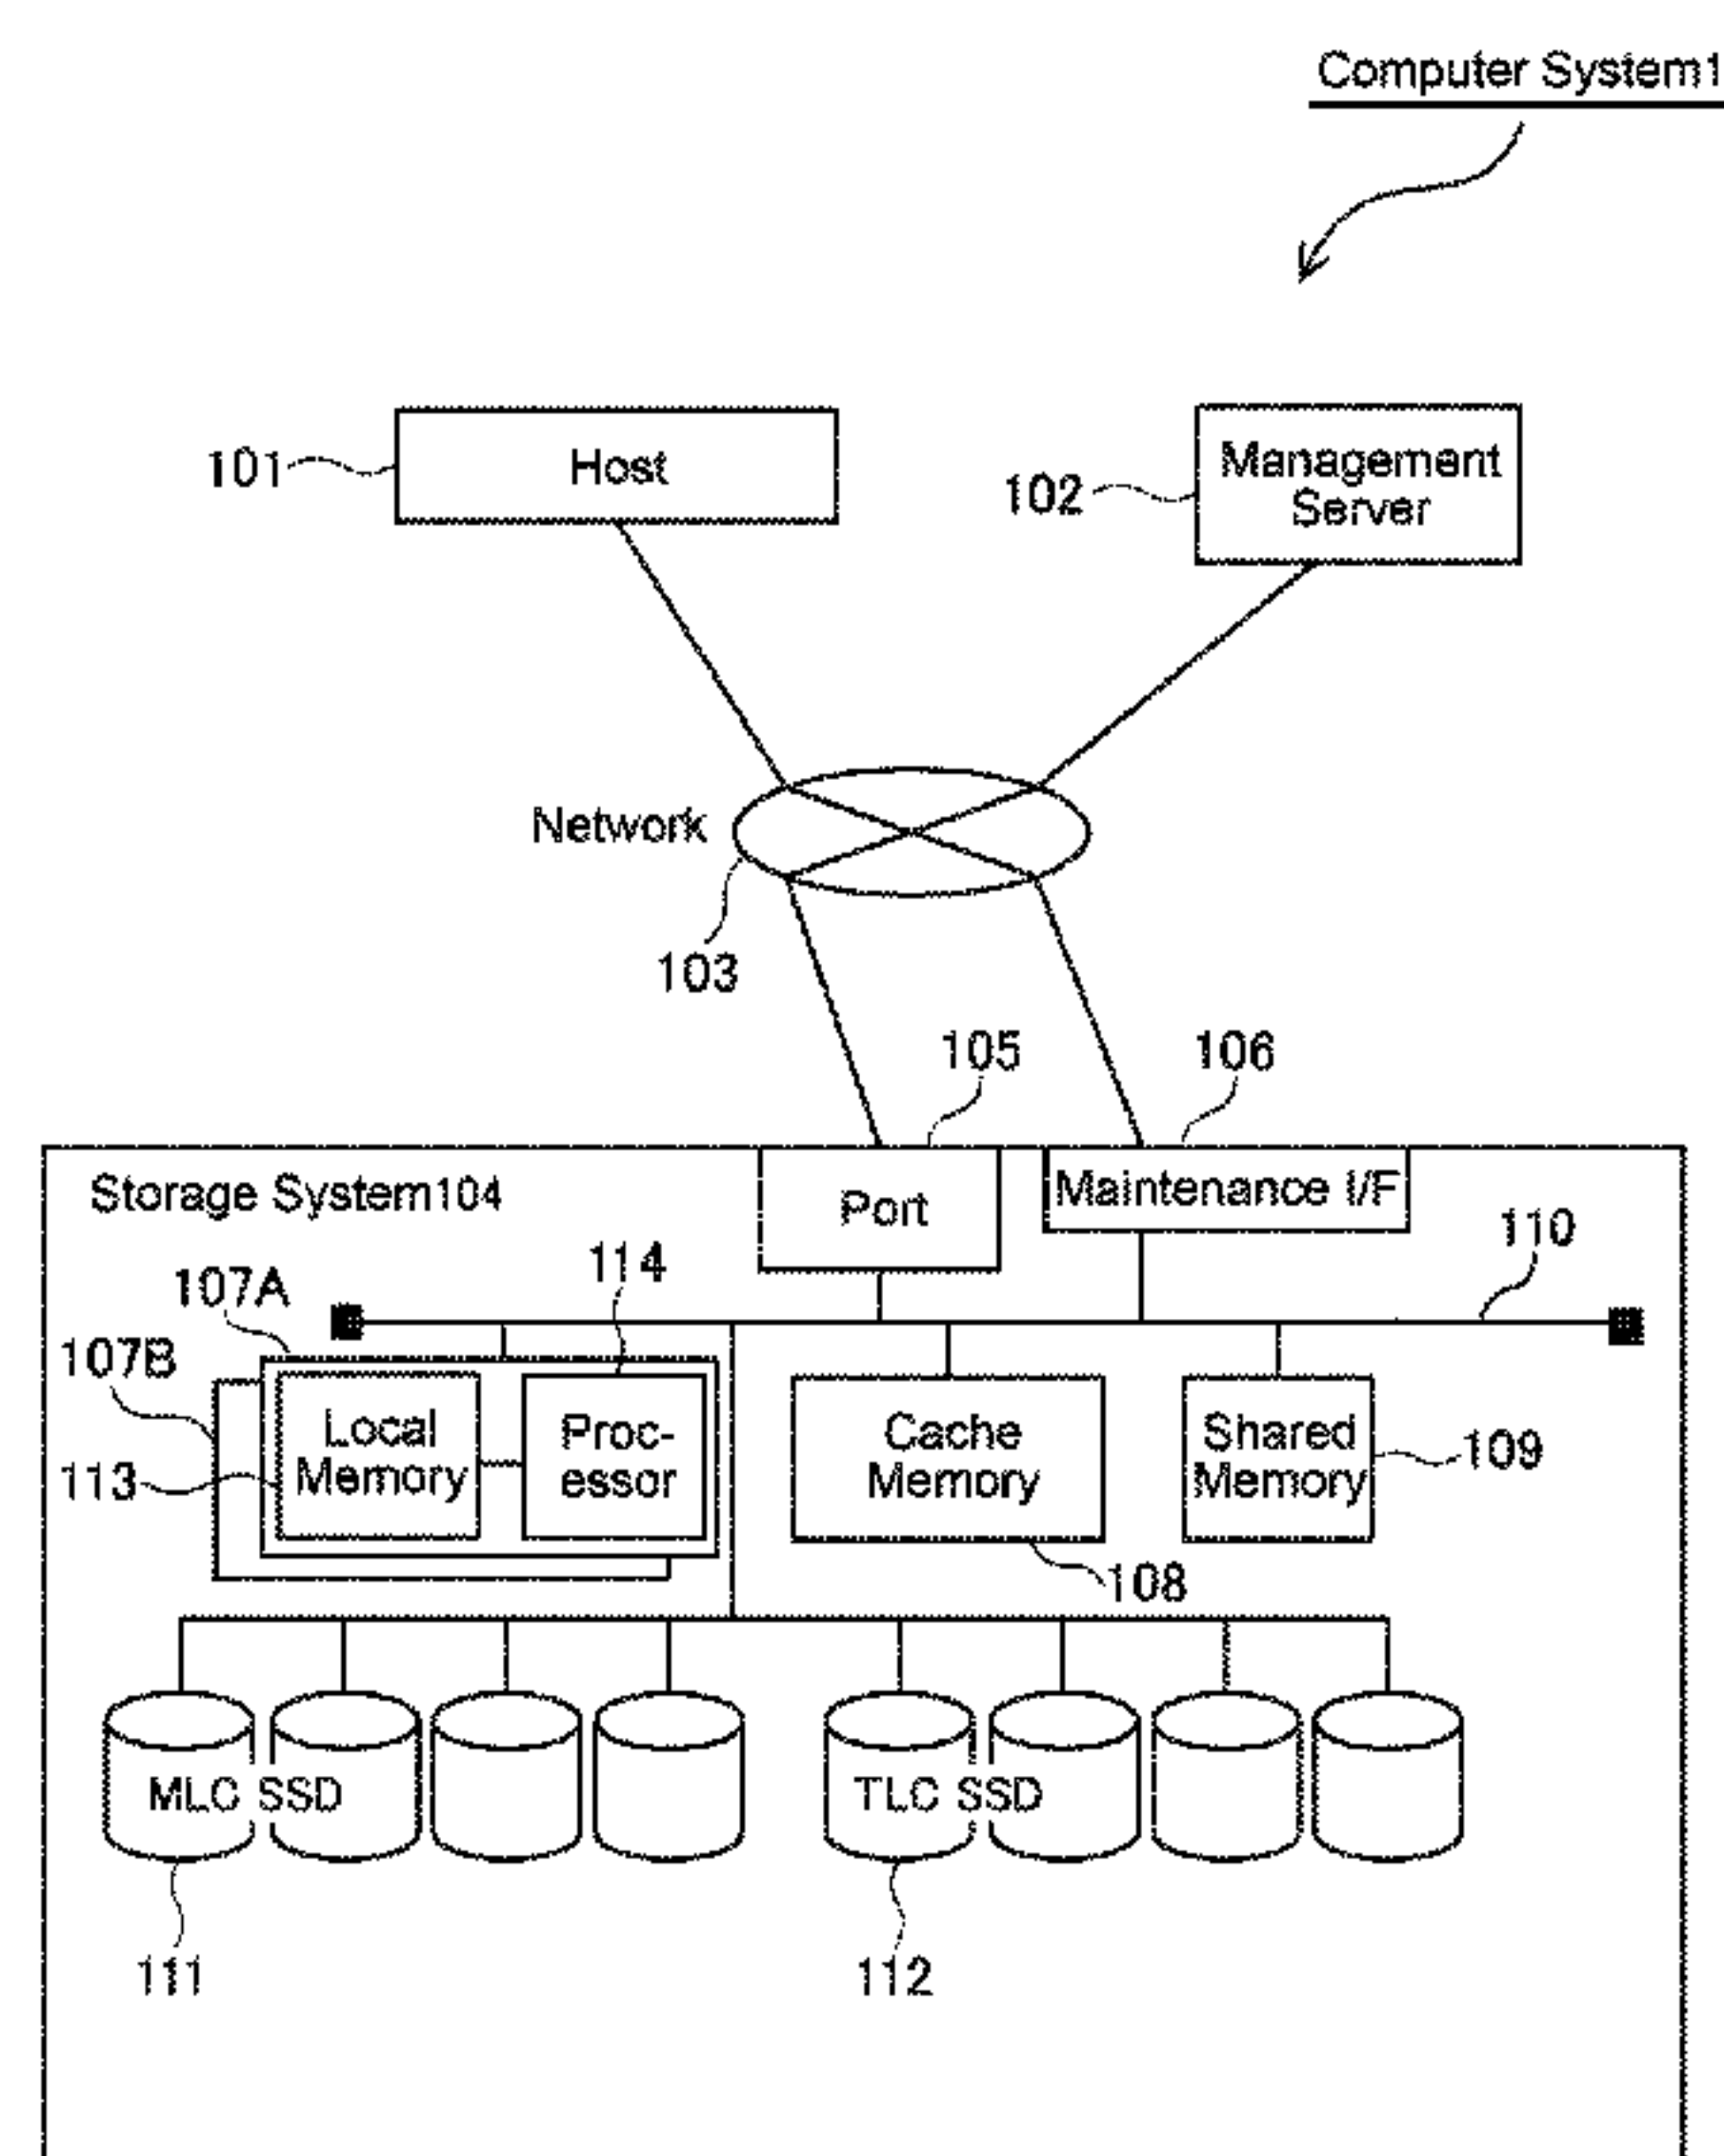 Computer System1
101
Host
102
Management
Server
Network
103
105
106
Storage System104
Port
Maintenance I/F
110
107A
114
107B
Local
Memory
Proc-
essor
Cache
Memory
Shared
Memory
109
113
108
MLC SSD
TLC SSD
111
112